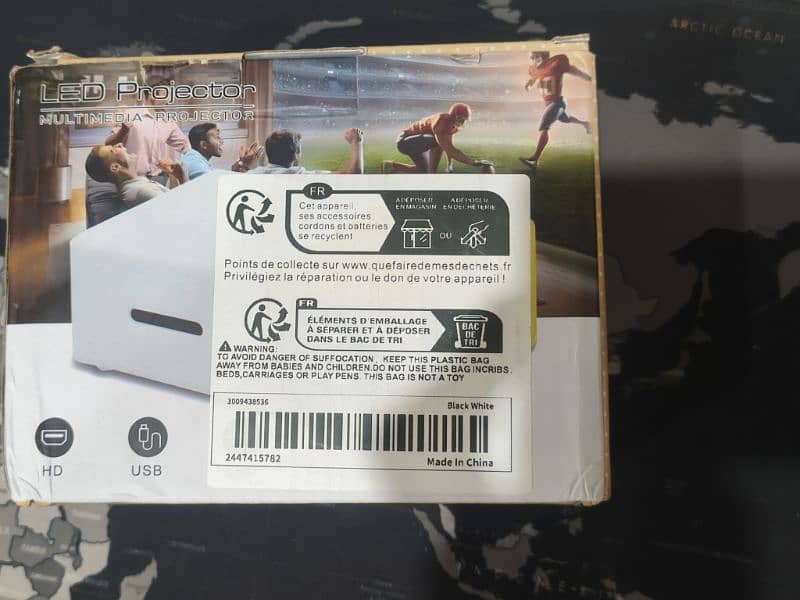 ARCTIC OCEAN
LED Projector
MULTIMEDIA PROJECTOR
FR
Cet appareil,
ses accessoires,
cordons et batteries
se recyclent
À DÉPOSER
EN MAGASIN
OU
À DÉPOSER
EN DÉCHÈTERIE
Points de collecte sur www.quefairedemesdechets.fr
Privilégiez la réparation ou le don de votre appareil !
FR
ÉLÉMENTS D'EMBALLAGE
À SÉPARER ET À DÉPOSER
DANS LE BAC DE TRI
BAC
DE
TRI
WARNING:
TO AVOID DANGER OF SUFFOCATION, KEEP THIS PLASTIC BAG
AWAY FROM BABIES AND CHILDREN.DO NOT USE THIS BAG INCRIBS,
BEDS,CARRIAGES OR PLAY PENS. THIS BAG IS NOT A TOY
3009438536
Black White
2447415782
Made In China
HD
USB